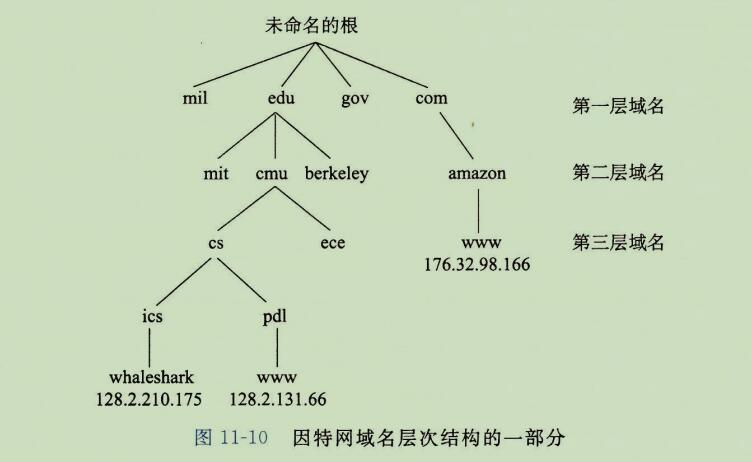 未命名的根
mil edu gov com 第一层域名
mit cmu berkeley amazon 第二层域名
cs ece www 第三层域名
176.32.98.166
ics pdl
whaleshark www
128.2.210.175 128.2.131.66
图 11-10 因特网域名层次结构的一部分